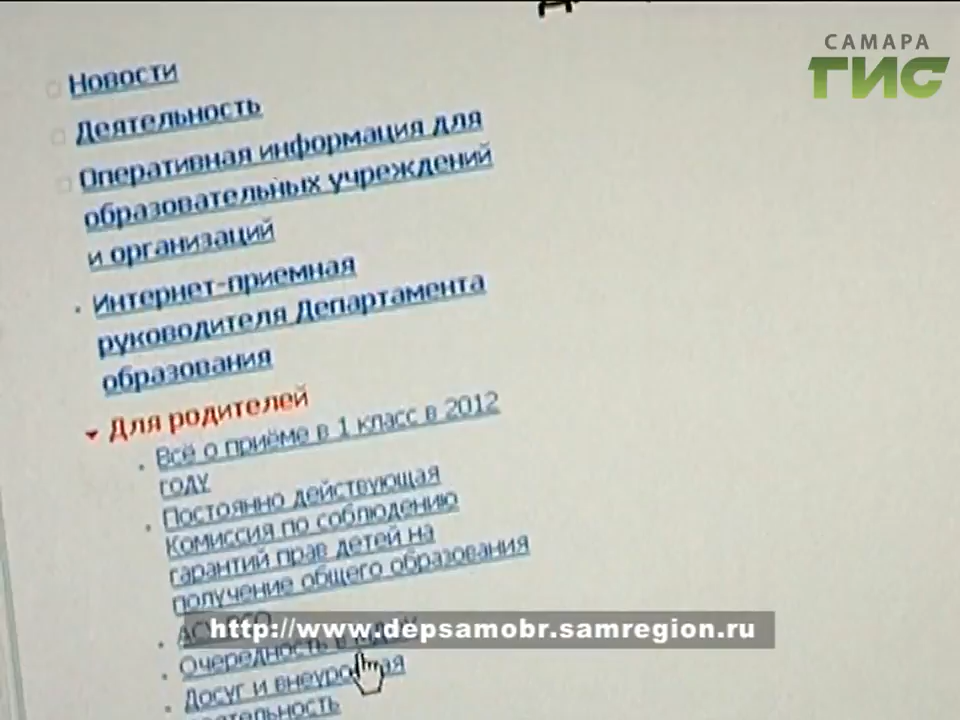 САМАРА
ГИС
Новости
Деятельность
Оперативная информация для
образовательных учреждений
и организаций
Интернет-приемная
руководителя Департамента
образования
Для родителей
Всё о приёме в 1 класс в 2012
году
Постоянно действующая
Комиссия по соблюдению
гарантий прав детей на
получение общего образования
http://www.depsamobr.samregion.ru
Очередность в
Досуг и внеурочная
деятельность